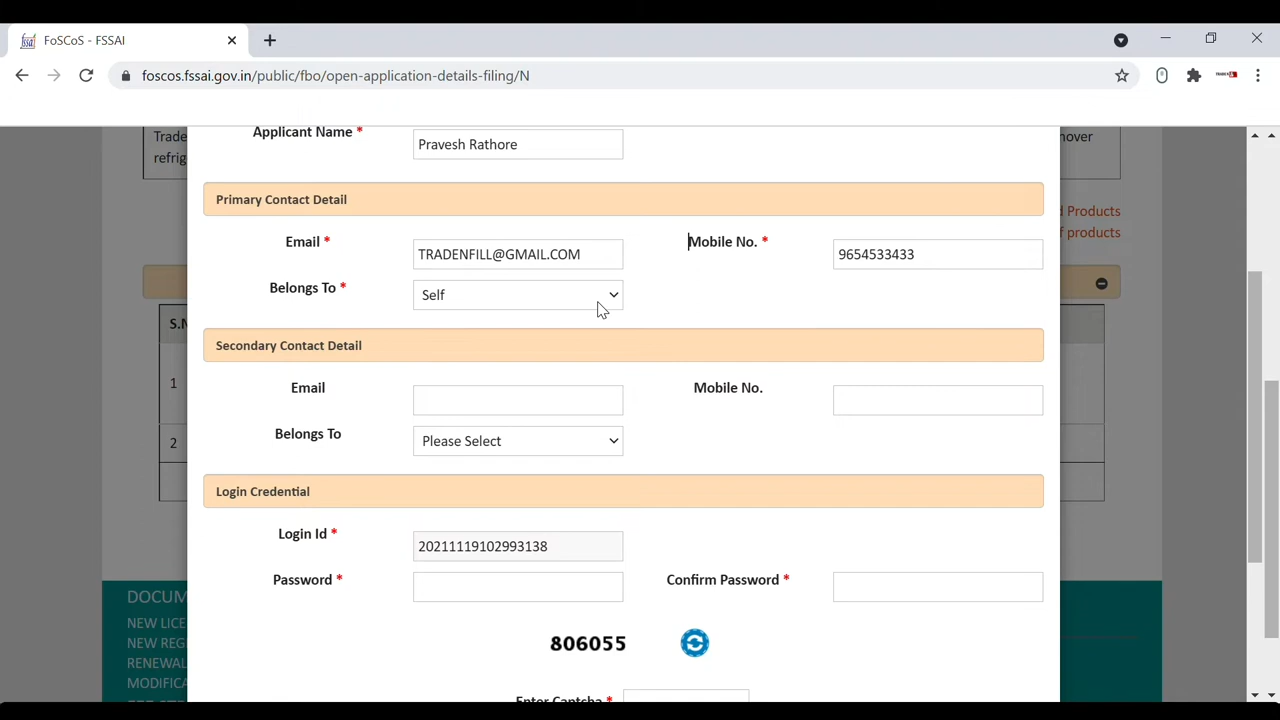 FoSCoS - FSSAI
foscos.fssai.gov.in/public/fbo/open-application-details-filing/N
Trade
refrig
nover
Applicant Name * Pravesh Rathore
Primary Contact Detail
d Products
f products
Email * TRADENFILL@GMAIL.COM Mobile No. * 9654533433
Belongs To * Self
S.N
Secondary Contact Detail
1
Email Mobile No.
Belongs To Please Select
2
Login Credential
Login Id * 20211119102993138
Password * Confirm Password *
DOCUM
NEW LICE
NEW REG
806055
RENEWAL
MODIFICA
Enter Captcha *